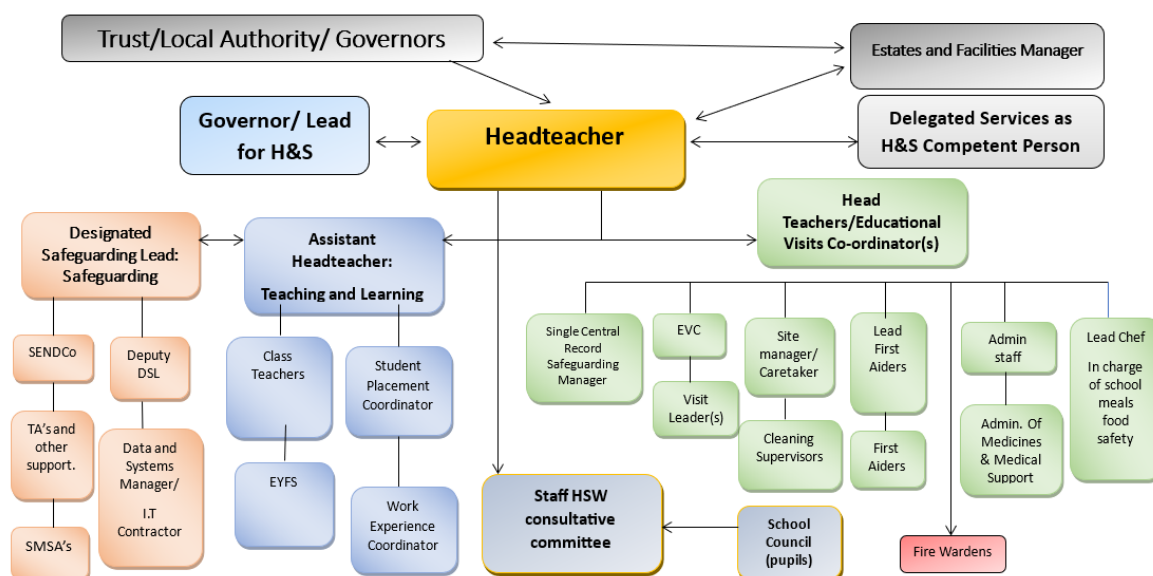 Trust/Local Authority/ Governors
Estates and Facilities Manager
Governor/ Lead
for H&S
Headteacher
Delegated Services as
H&S Competent Person
Designated
Safeguarding Lead:
Safeguarding
Assistant
Headteacher:
Teaching and Learning
Head
Teachers/Educational
Visits Co-ordinator(s)
SENDCo
Deputy
DSL
TA's and
other
support.
Data and
Systems
Manager/
I.T
Contractor
SMSA's
Class
Teachers
Student
Placement
Coordinator
EYFS
Work
Experience
Coordinator
Single Central
Record
Safeguarding
Manager
EVC
Visit
Leader(s)
Site
manager/
Caretaker
Cleaning
Supervisors
Lead
First
Aiders
First
Aiders
Admin
staff
Admin. Of
Medicines
& Medical
Support
Lead Chef
In charge
of school
meals
food
safety
Staff HSW
consultative
committee
School
Council
(pupils)
Fire Wardens